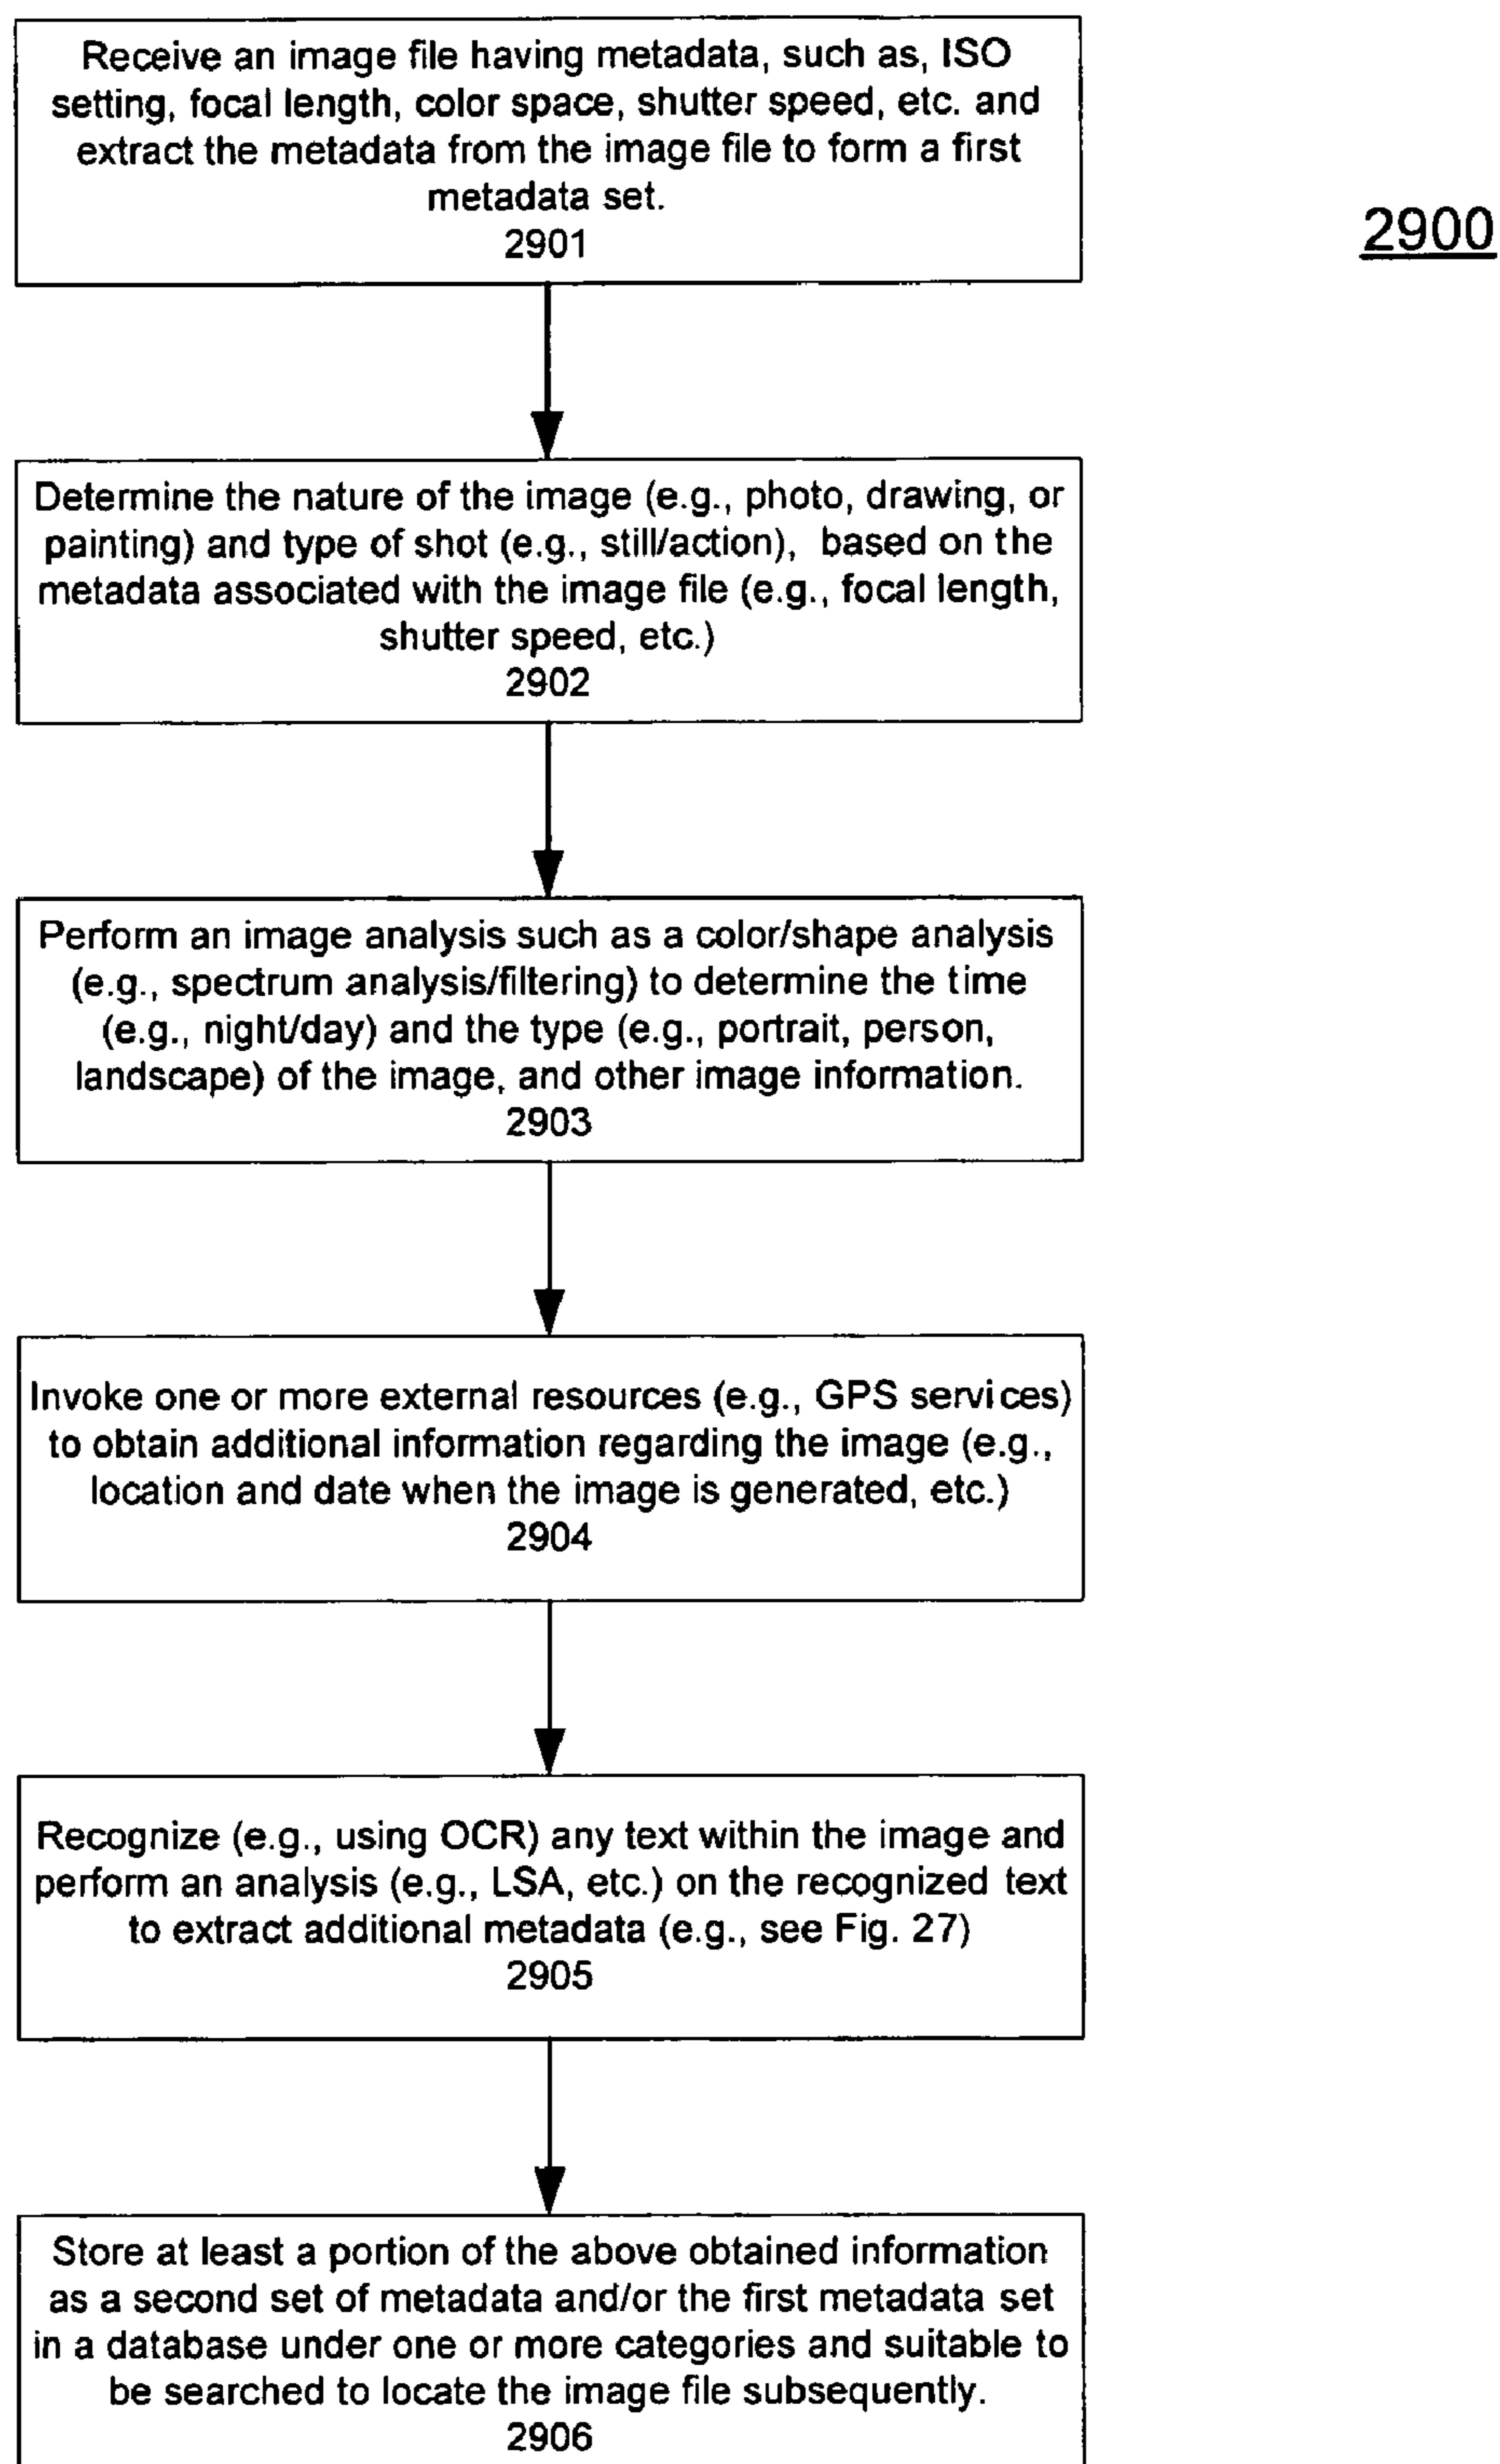 Receive an image file having metadata, such as, ISO
setting, focal length, color space, shutter speed, etc. and
extract the metadata from the image file to form a first
metadata set.
2901
2900
Determine the nature of the image (e.g., photo, drawing, or
painting) and type of shot (e.g., still/action), based on the
metadata associated with the image file (e.g., focal length,
shutter speed, etc.)
2902
Perform an image analysis such as a color/shape analysis
(e.g., spectrum analysis/filtering) to determine the time
(e.g., night/day) and the type (e.g., portrait, person,
landscape) of the image, and other image information.
2903
Invoke one or more external resources (e.g., GPS services)
to obtain additional information regarding the image (e.g.,
location and date when the image is generated, etc.)
2904
Recognize (e.g., using OCR) any text within the image and
perform an analysis (e.g., LSA, etc.) on the recognized text
to extract additional metadata (e.g., see Fig. 27)
2905
Store at least a portion of the above obtained information
as a second set of metadata and/or the first metadata set
in a database under one or more categories and suitable to
be searched to locate the image file subsequently.
2906